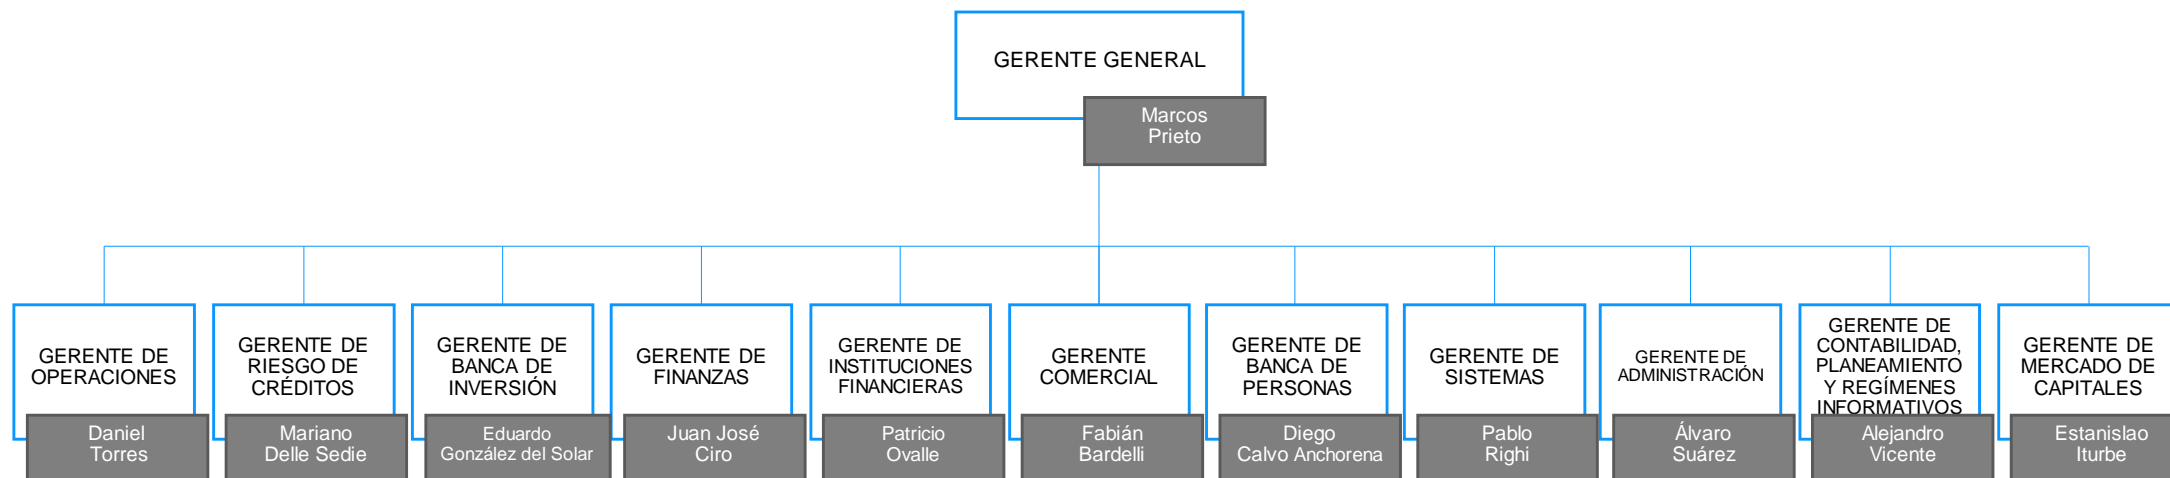 GERENTE GENERAL
Marcos
Prieto
GERENTE DE
OPERACIONES
Daniel
Torres
GERENTE DE
RIESGO DE
CRÉDITOS
Mariano
Delle Sedie
GERENTE DE
BANCA DE
INVERSIÓN
Eduardo
González del Solar
GERENTE DE
FINANZAS
Juan José
Ciro
GERENTE DE
INSTITUCIONES
FINANCIERAS
Patricio
Ovalle
GERENTE
COMERCIAL
Fabián
Bardelli
GERENTE DE
BANCA DE
PERSONAS
Diego
Calvo Anchorena
GERENTE DE
SISTEMAS
Pablo
Righi
GERENTE DE
ADMINISTRACIÓN
Álvaro
Suárez
GERENTE DE
CONTABILIDAD,
PLANEAMIENTO
Y REGÍMENES
INFORMATIVOS
Alejandro
Vicente
GERENTE DE
MERCADO DE
CAPITALES
Estanislao
Iturbe